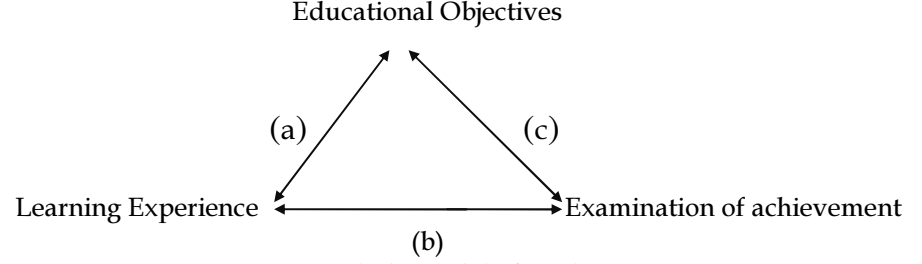 Educational Objectives
(a)
(c)
Learning Experience
Examination of achievement
(b)